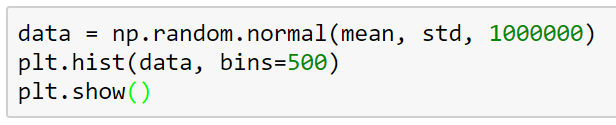 data = np.random.normal(mean, std, 1000000)
plt.hist(data, bins=500)
plt.show()